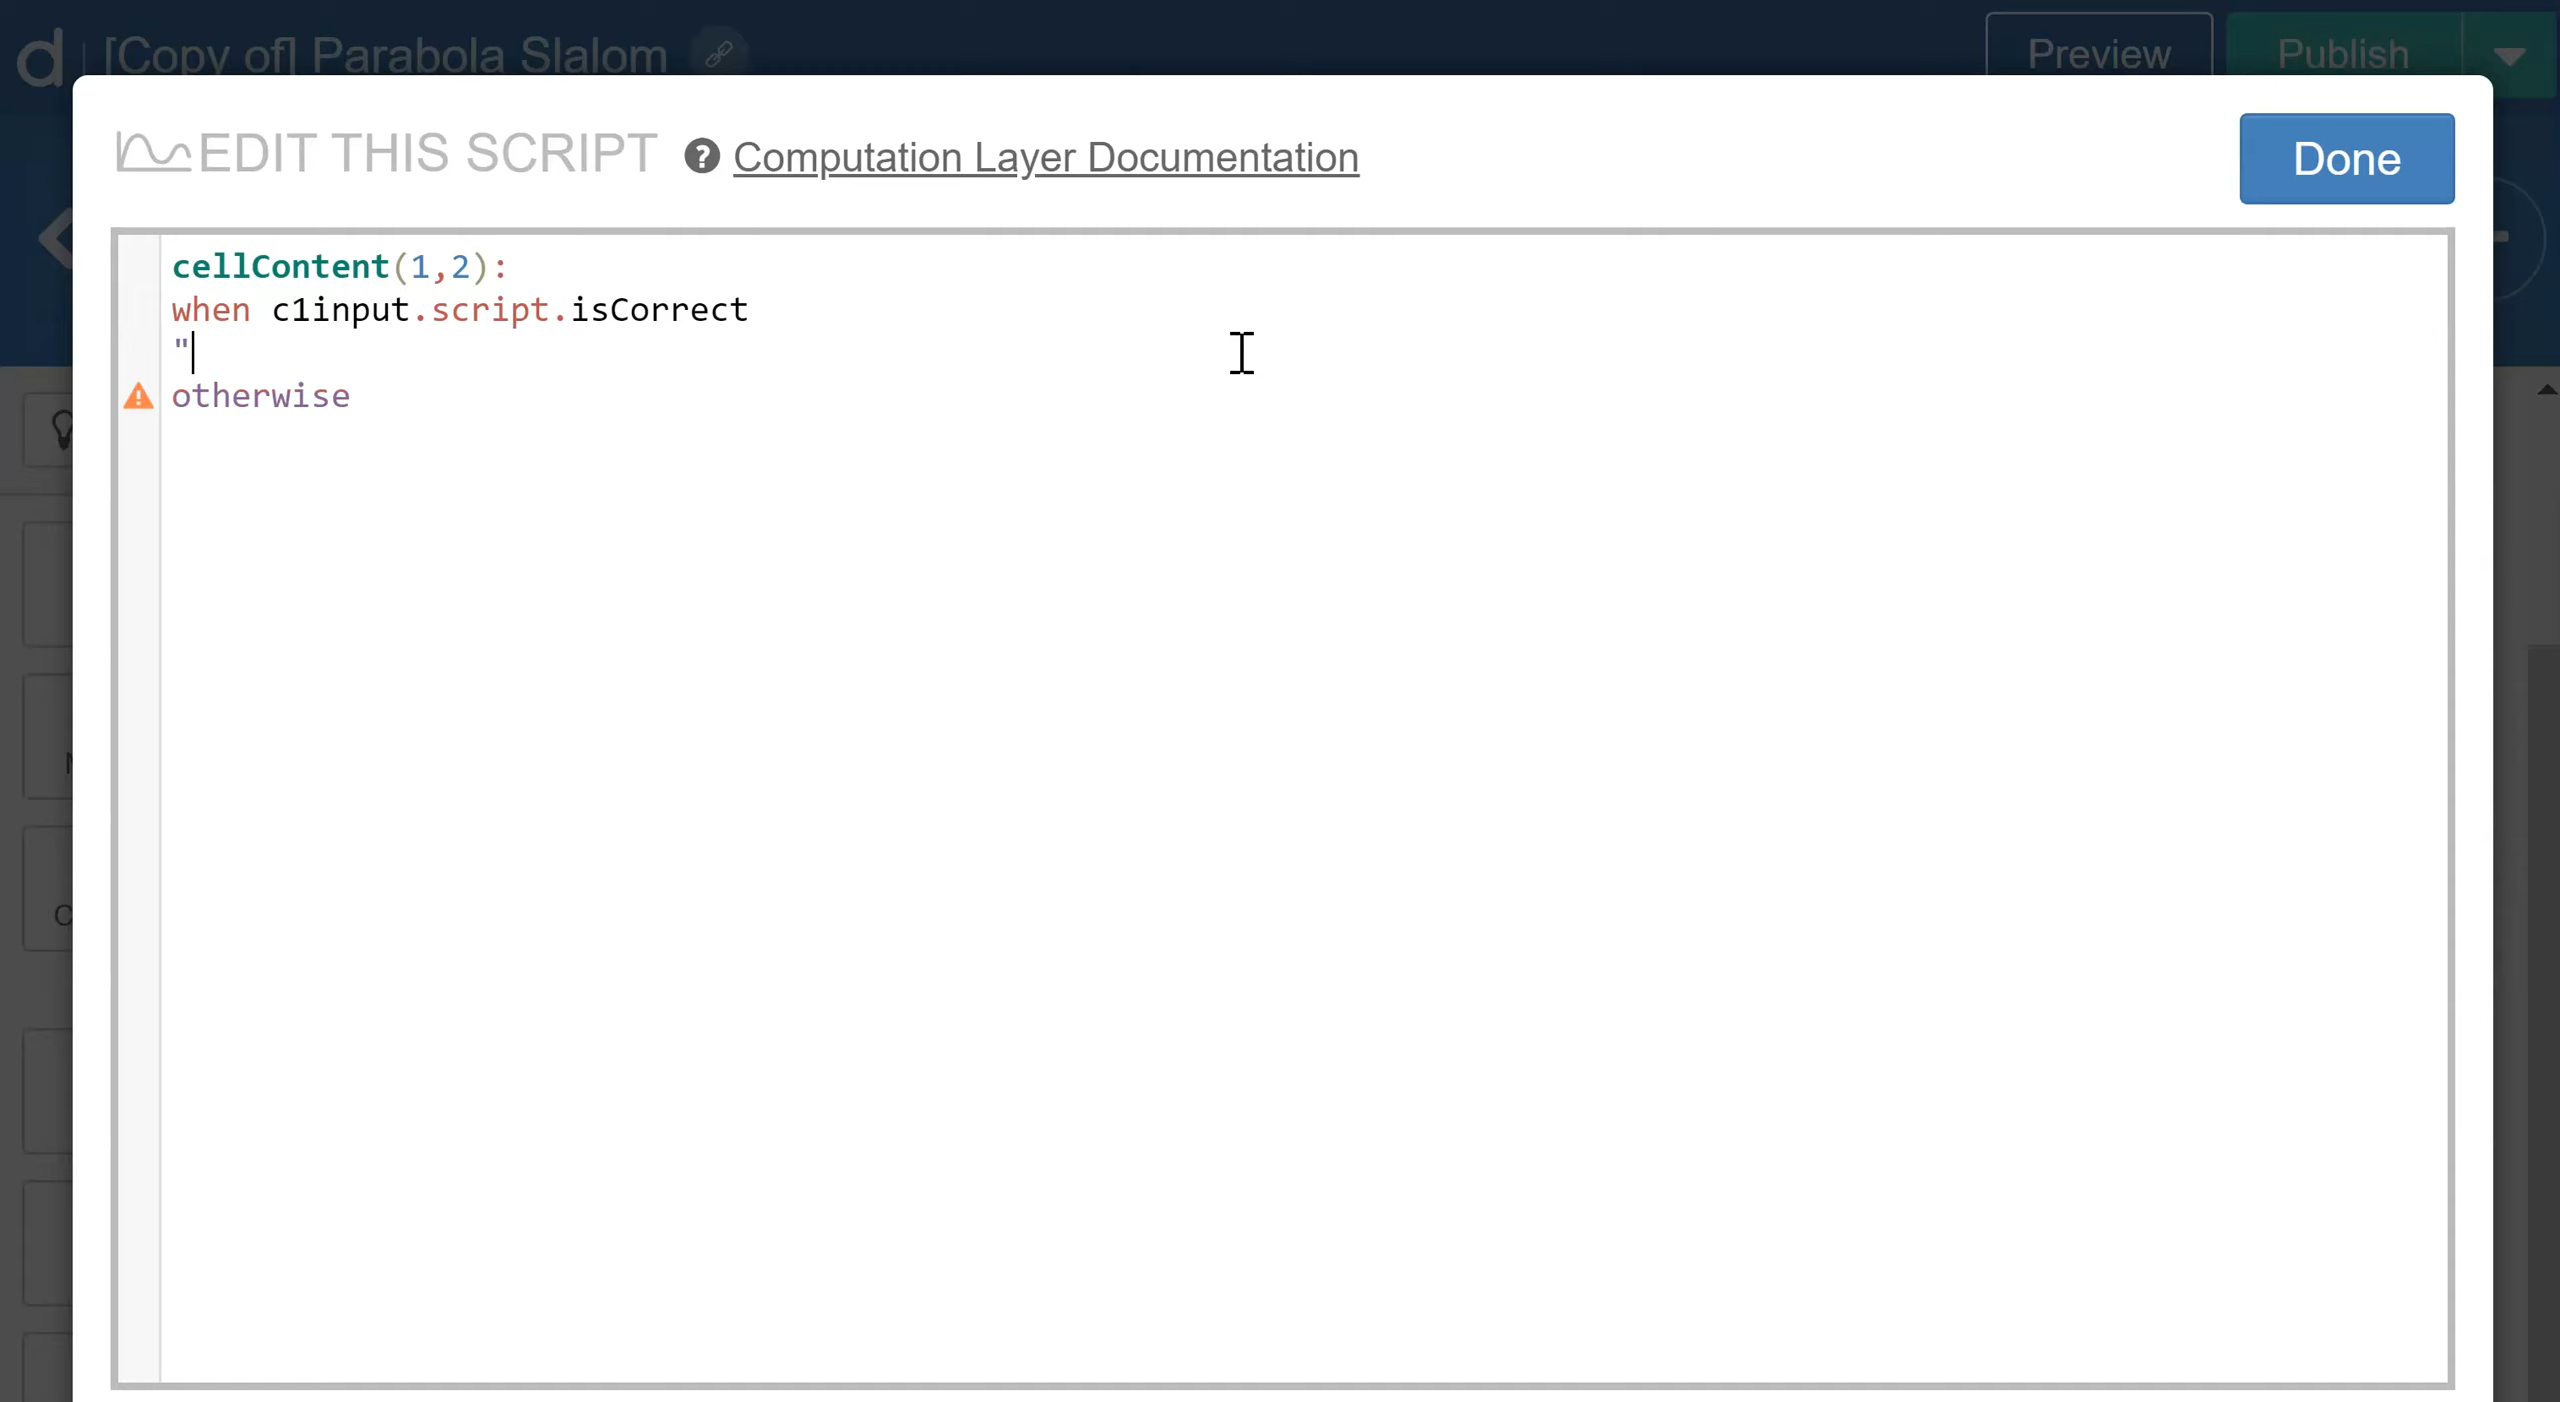 d | [Copy of] Parabola Slalom
Preview
Publish
EDIT THIS SCRIPT
? Computation Layer Documentation
Done
cellContent(1,2):
when c1input.script.isCorrect
"
otherwise
C